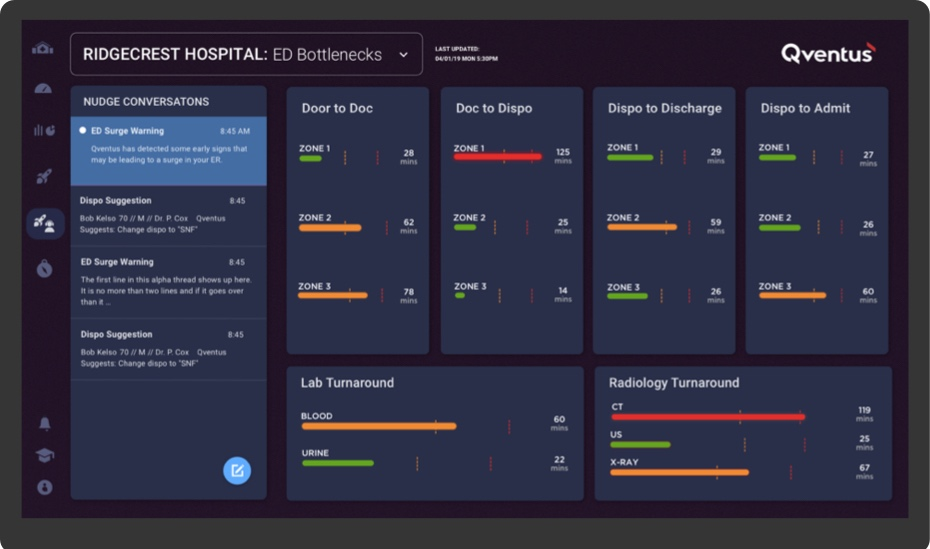 RIDGECREST HOSPITAL: ED Bottlenecks
LAST UPDATED:
04/01/19 MON 5:30PM
Qventus
NUDGE CONVERSATONS
ED Surge Warning 8:45 AM
Qventus has detected some early signs that
may be leading to a surge in your ER.
Dispo Suggestion 8:45
Bob Kelso 70 // M // Dr. P. Cox Qventus
Suggests: Change dispo to "SNF"
ED Surge Warning 8:45
The first line in this alpha thread shows up here.
It is no more than two lines and if it goes over
than it ...
Dispo Suggestion 8:45
Bob Kelso 70 // M // Dr. P. Cox Qventus
Suggests: Change dispo to "SNF"
Door to Doc
ZONE 1
28
mins
ZONE 2
62
mins
ZONE 3
78
mins
Doc to Dispo
ZONE 1
125
mins
ZONE 2
25
mins
ZONE 3
14
mins
Dispo to Discharge
ZONE 1
29
mins
ZONE 2
59
mins
ZONE 3
26
mins
Dispo to Admit
ZONE 1
27
mins
ZONE 2
26
mins
ZONE 3
60
mins
Lab Turnaround
BLOOD
60
mins
URINE
22
mins
Radiology Turnaround
CT
119
mins
US
25
mins
X-RAY
67
mins